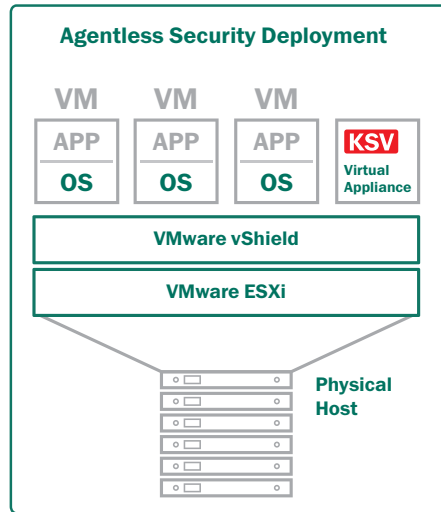 Agentless Security Deployment
VM VM VM
APP APP APP KSV
OS OS OS Virtual
Appliance
VMware vShield
VMware ESXi
Physical
Host